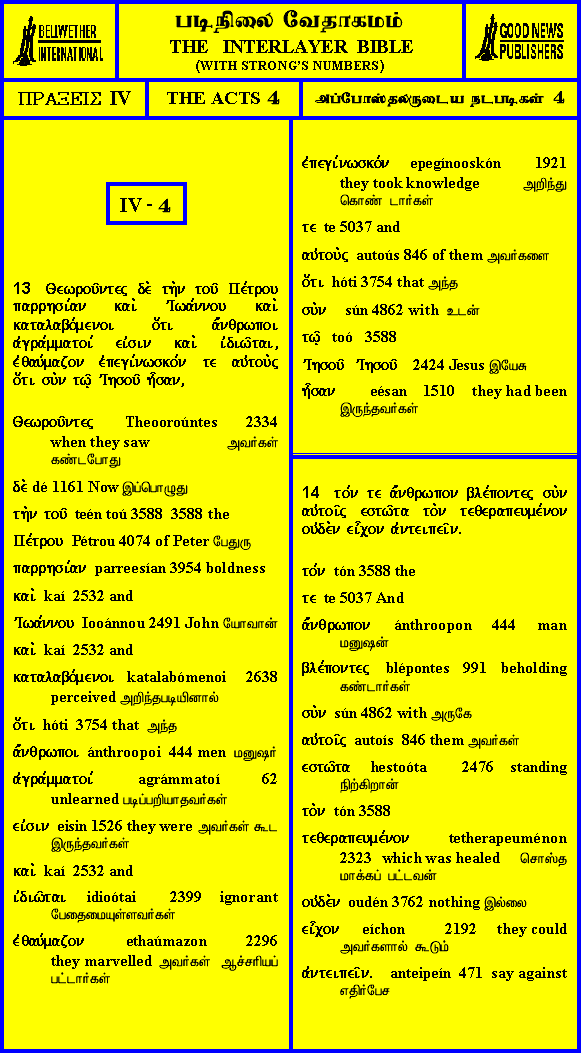 BELLWETHER
INTERNATIONAL
படிநிலை வேதாகமம்
THE INTERLAYER BIBLE
(WITH STRONG'S NUMBERS)
GOOD NEWS
PUBLISHERS
ΠΡΑΞΕΙΣ IV
THE ACTS 4
அப்போஸ்தலருடைய நடபடிகள் 4
IV - 4
13 Θεωροῦντες δὲ τὴν τοῦ Πέτρου
παρρησίαν καὶ Ἰωάννου καὶ
καταλαβόμενοι ὅτι ἄνθρωποι
ἀγράμματοί εἰσιν καὶ ἰδιῶται,
ἐθαύμαζον ἐπεγίνωσκόν τε αὐτοὺς
ὅτι σὺν τῷ Ἰησοῦ ἦσαν,
Θεωροῦντες Theooroúntes 2334
when they saw அவர்கள்
கண்டபோது
δὲ dé 1161 Now இப்பொழுது
τὴν τοῦ teén toú 3588 3588 the
Πέτρου Pétrou 4074 of Peter பேதுரு
παρρησίαν parreesían 3954 boldness
καὶ kaí 2532 and
Ἰωάννου Iooánnou 2491 John யோவான்
καὶ kaí 2532 and
καταλαβόμενοι katalabómenoi 2638
perceived அறிந்தபடியினால்
ὅτι hóti 3754 that அந்த
ἄνθρωποι ánthroopoi 444 men மனுஷர்
ἀγράμματοί agrámmatoí 62
unlearned படிப்பறியாதவர்கள்
εἰσιν eisin 1526 they were அவர்கள் கூட
இருந்தவர்கள்
καὶ kaí 2532 and
ἰδιῶται idioótai 2399 ignorant
பேதைமையுள்ளவர்கள்
ἐθαύμαζον ethaúmazon 2296
they marvelled அவர்கள் ஆச்சரியப்
பட்டார்கள்
ἐπεγίνωσκόν epegínooskón 1921
they took knowledge அறிந்து
கொண் டார்கள்
τε te 5037 and
αὐτοὺς autoús 846 of them அவர்களை
ὅτι hóti 3754 that அந்த
σὺν sún 4862 with உடன்
τῷ toó 3588
Ἰησοῦ Ἰησοῦ 2424 Jesus இயேசு
ἦσαν eésan 1510 they had been
இருந்தவர்கள்
14 τόν τε ἄνθρωπον βλέποντες σὺν
αὐτοῖς εστῶτα τὸν τεθεραπευμένον
οὐδὲν εἶχον ἀντειπεῖν.
τόν tón 3588 the
τε te 5037 And
ἄνθρωπον ánthroopon 444 man
மனுஷன்
βλέποντες blépontes 991 beholding
கண்டார்கள்
σὺν sún 4862 with அருகே
αὐτοῖς autoís 846 them அவர்கள்
εστῶτα hestoóta 2476 standing
நிற்கிறான்
τὸν tón 3588
τεθεραπευμένον tetherapeuménon
2323 which was healed சொஸ்த
மாக்கப் பட்டவன்
οὐδὲν oudén 3762 nothing இல்லை
εἶχον eíchon 2192 they could
அவர்களால் கூடும்
ἀντειπεῖν. anteipeín 471 say against
எதிர்பேச